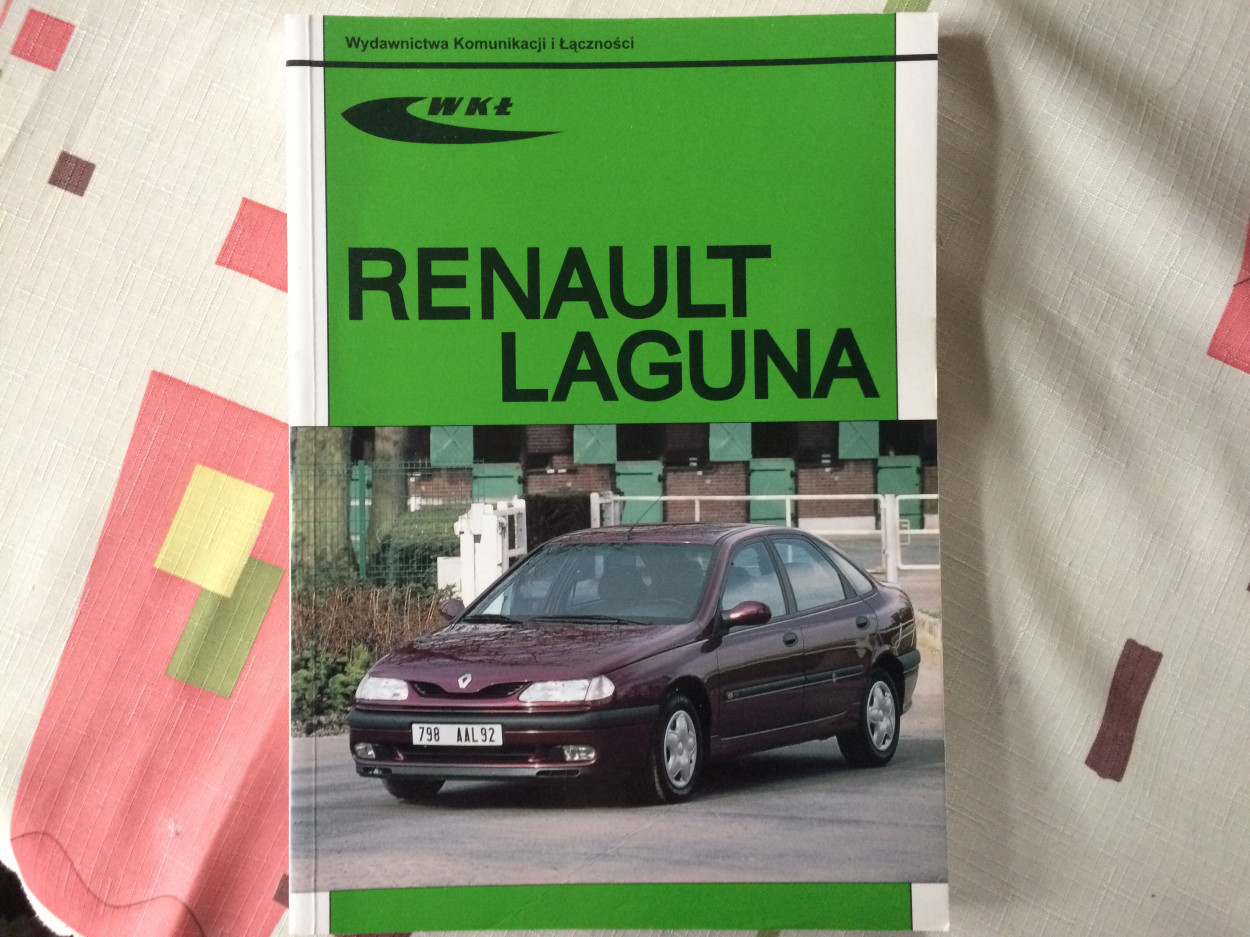 Wydawnictwa Komunikacji i Łączności
WKŁ
RENAULT
LAGUNA
798 AAL 92